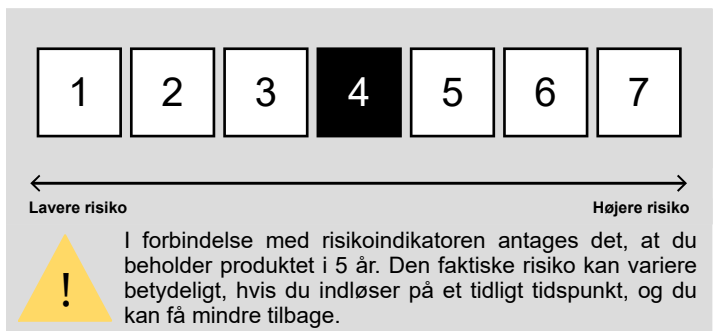 1 2 3 4 5 6 7
Lavere risiko Højere risiko
I forbindelse med risikoindikatoren antages det, at du
beholder produktet i 5 år. Den faktiske risiko kan variere
betydeligt, hvis du indløser på et tidligt tidspunkt, og du
kan få mindre tilbage.
!